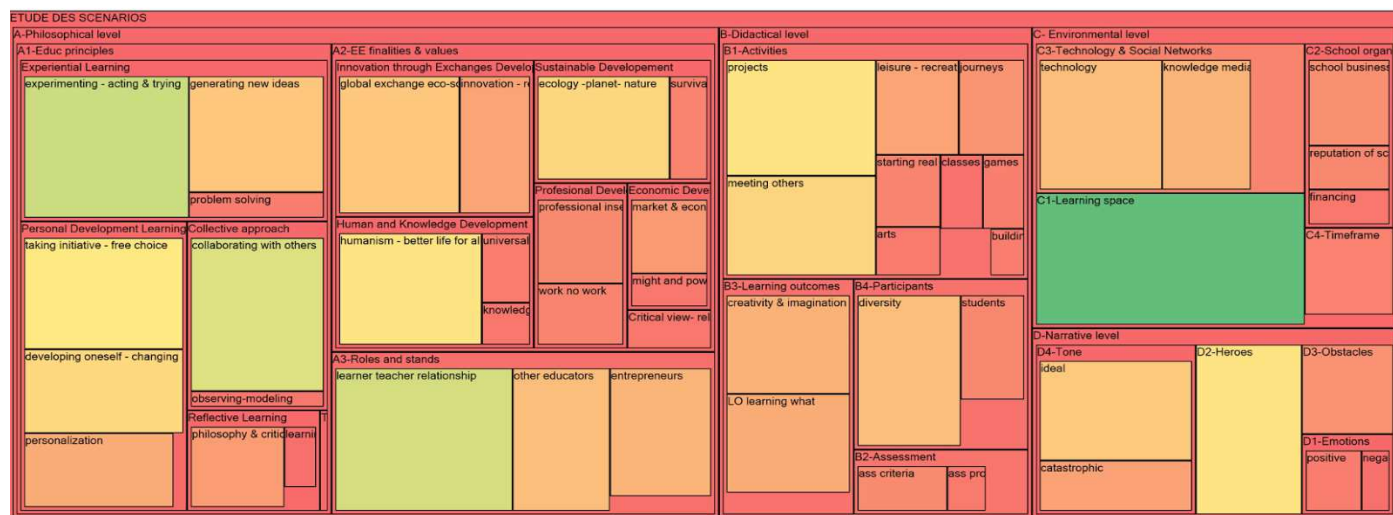 ETUDE DES SCENARIOS
A-Philosophical level
A1-Educ principles
Experiential Learning
experimenting - acting & trying
generating new ideas
problem solving
Personal Development Learning
taking initiative - free choice
developing oneself - changing
personalization
Collective approach
collaborating with others
observing-modeling
Reflective Learning
philosophy & critic
learni
T
A2-EE finalities & values
Innovation through Exchanges Develo
global exchange eco-so
innovation - r
Sustainable Developement
ecology -planet- nature
surviva
Human and Knowledge Development
humanism - better life for al
universal
knowledg
Profesional Devel
professional inse
work no work
Economic Deve
market & econ
might and pow
Critical view- rel
A3-Roles and stands
learner teacher relationship
other educators
entrepreneurs
B-Didactical level
B1-Activities
projects
meeting others
leisure - recreat
journeys
starting real
classes
games
arts
buildin
B3-Learning outcomes
creativity & imagination
LO learning what
B4-Participants
diversity
students
B2-Assessment
ass criteria
ass pro
C- Environmental level
C3-Technology & Social Networks
technology
knowledge media
C1-Learning space
C2-School organ
school business
reputation of sc
financing
C4-Timeframe
D-Narrative level
D4-Tone
ideal
catastrophic
D2-Heroes
D3-Obstacles
D1-Emotions
positive
nega